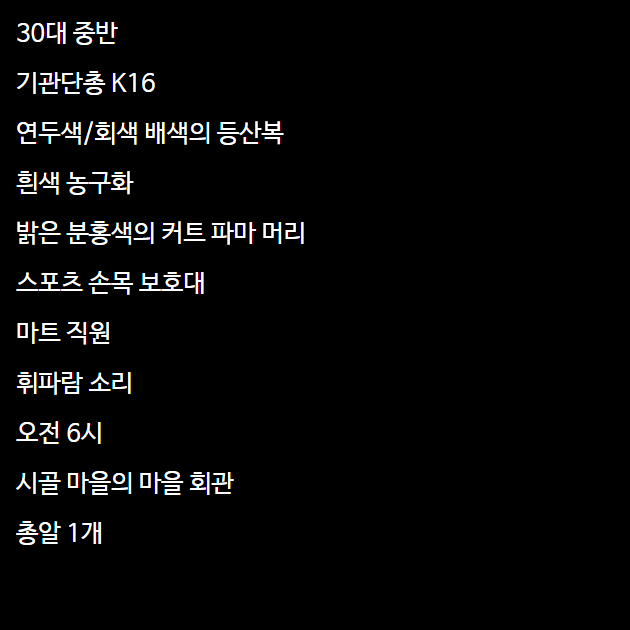 30대 중반
기관단총 K16
연두색/회색 배색의 등산복
흰색 농구화
밝은 분홍색의 커트 파마 머리
스포츠 손목 보호대
마트 직원
휘파람 소리
오전 6시
시골 마을의 마을 회관
총알 1개